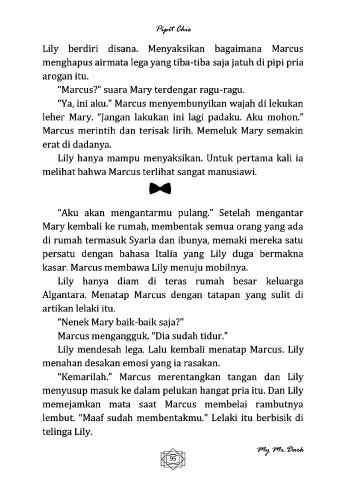 Pipit Chie
Lily berdiri disana. Menyaksikan bagaimana Marcus
menghapus airmata lega yang tiba-tiba saja jatuh di pipi pria
arogan itu.
“Marcus?” suara Mary terdengar ragu-ragu.
“Ya, ini aku.” Marcus menyembunyikan wajah di lekukan
leher Mary. “Jangan lakukan ini lagi padaku. Aku mohon.”
Marcus merintih dan terisak lirih. Memeluk Mary semakin
erat di dadanya.
Lily hanya mampu menyaksikan. Untuk pertama kali ia
melihat bahwa Marcus terlihat sangat manusiawi.
“Aku akan mengantarmu pulang.” Setelah mengantar
Mary kembali ke rumah, membentak semua orang yang ada
di rumah termasuk Syarla dan ibunya, memaki mereka satu
persatu dengan bahasa Italia yang Lily duga bermakna
kasar. Marcus membawa Lily menuju mobilnya.
Lily hanya diam di teras rumah besar keluarga
Algantara. Menatap Marcus dengan tatapan yang sulit di
artikan lelaki itu.
“Nenek Mary baik-baik saja?”
Marcus mengangguk. “Dia sudah tidur.”
Lily mendesah lega. Lalu kembali menatap Marcus. Lily
menahan desakan emosi yang ia rasakan.
“Kemarilah.” Marcus merentangkan tangan dan Lily
menyusup masuk ke dalam pelukan hangat pria itu. Dan Lily
memejamkan mata saat Marcus membelai rambutnya
lembut. “Maaf sudah membentakmu.” Lelaki itu berbisik di
telinga Lily.
95
My Mr. Dark